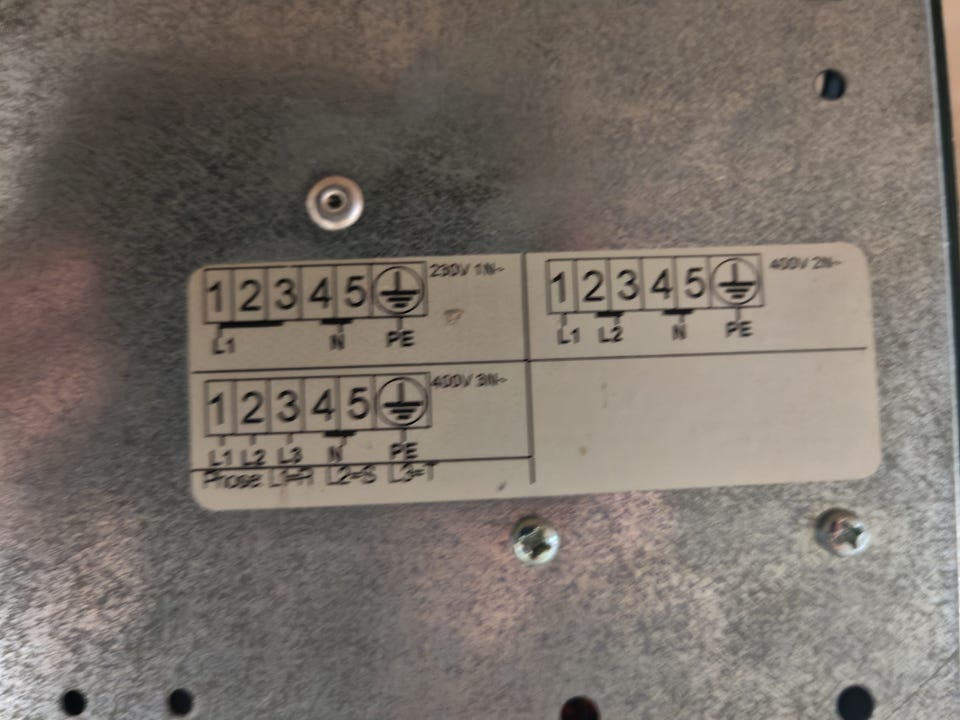 1 2 3 4 5 230V 1N~
L1 N PE
1 2 3 4 5 400V 2N~
L1 L2 N PE
1 2 3 4 5 400V 3N~
L1 L2 L3 N PE
Phase: L1=R L2=S L3=T